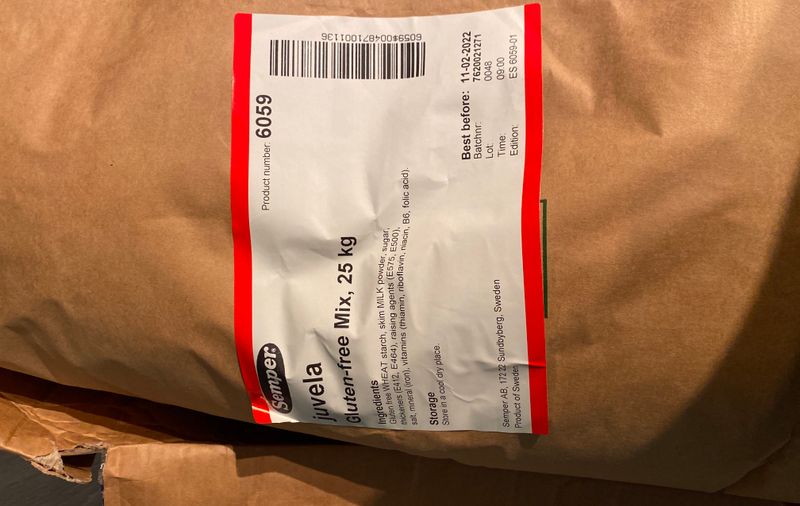 Semper.
Product number: 6059
6059$0048710011136
Juvela
Gluten-free Mix, 25 kg
Ingredients
Gluten free WHEAT starch, skim MILK powder, sugar,
thickeners (E412, E464), raising agents (E575, E500),
salt, mineral (iron), vitamins (thiamin, riboflavin, niacin, B6, folic acid).
Storage
Store in a cool dry place.
Best before: 11-02-2022
Batchnr: 7620021271
Lot: 0048
Time: 09:00
Edition: ES 6059-01
Semper AB, 172 22 Sundbyberg, Sweden
Product of Sweden